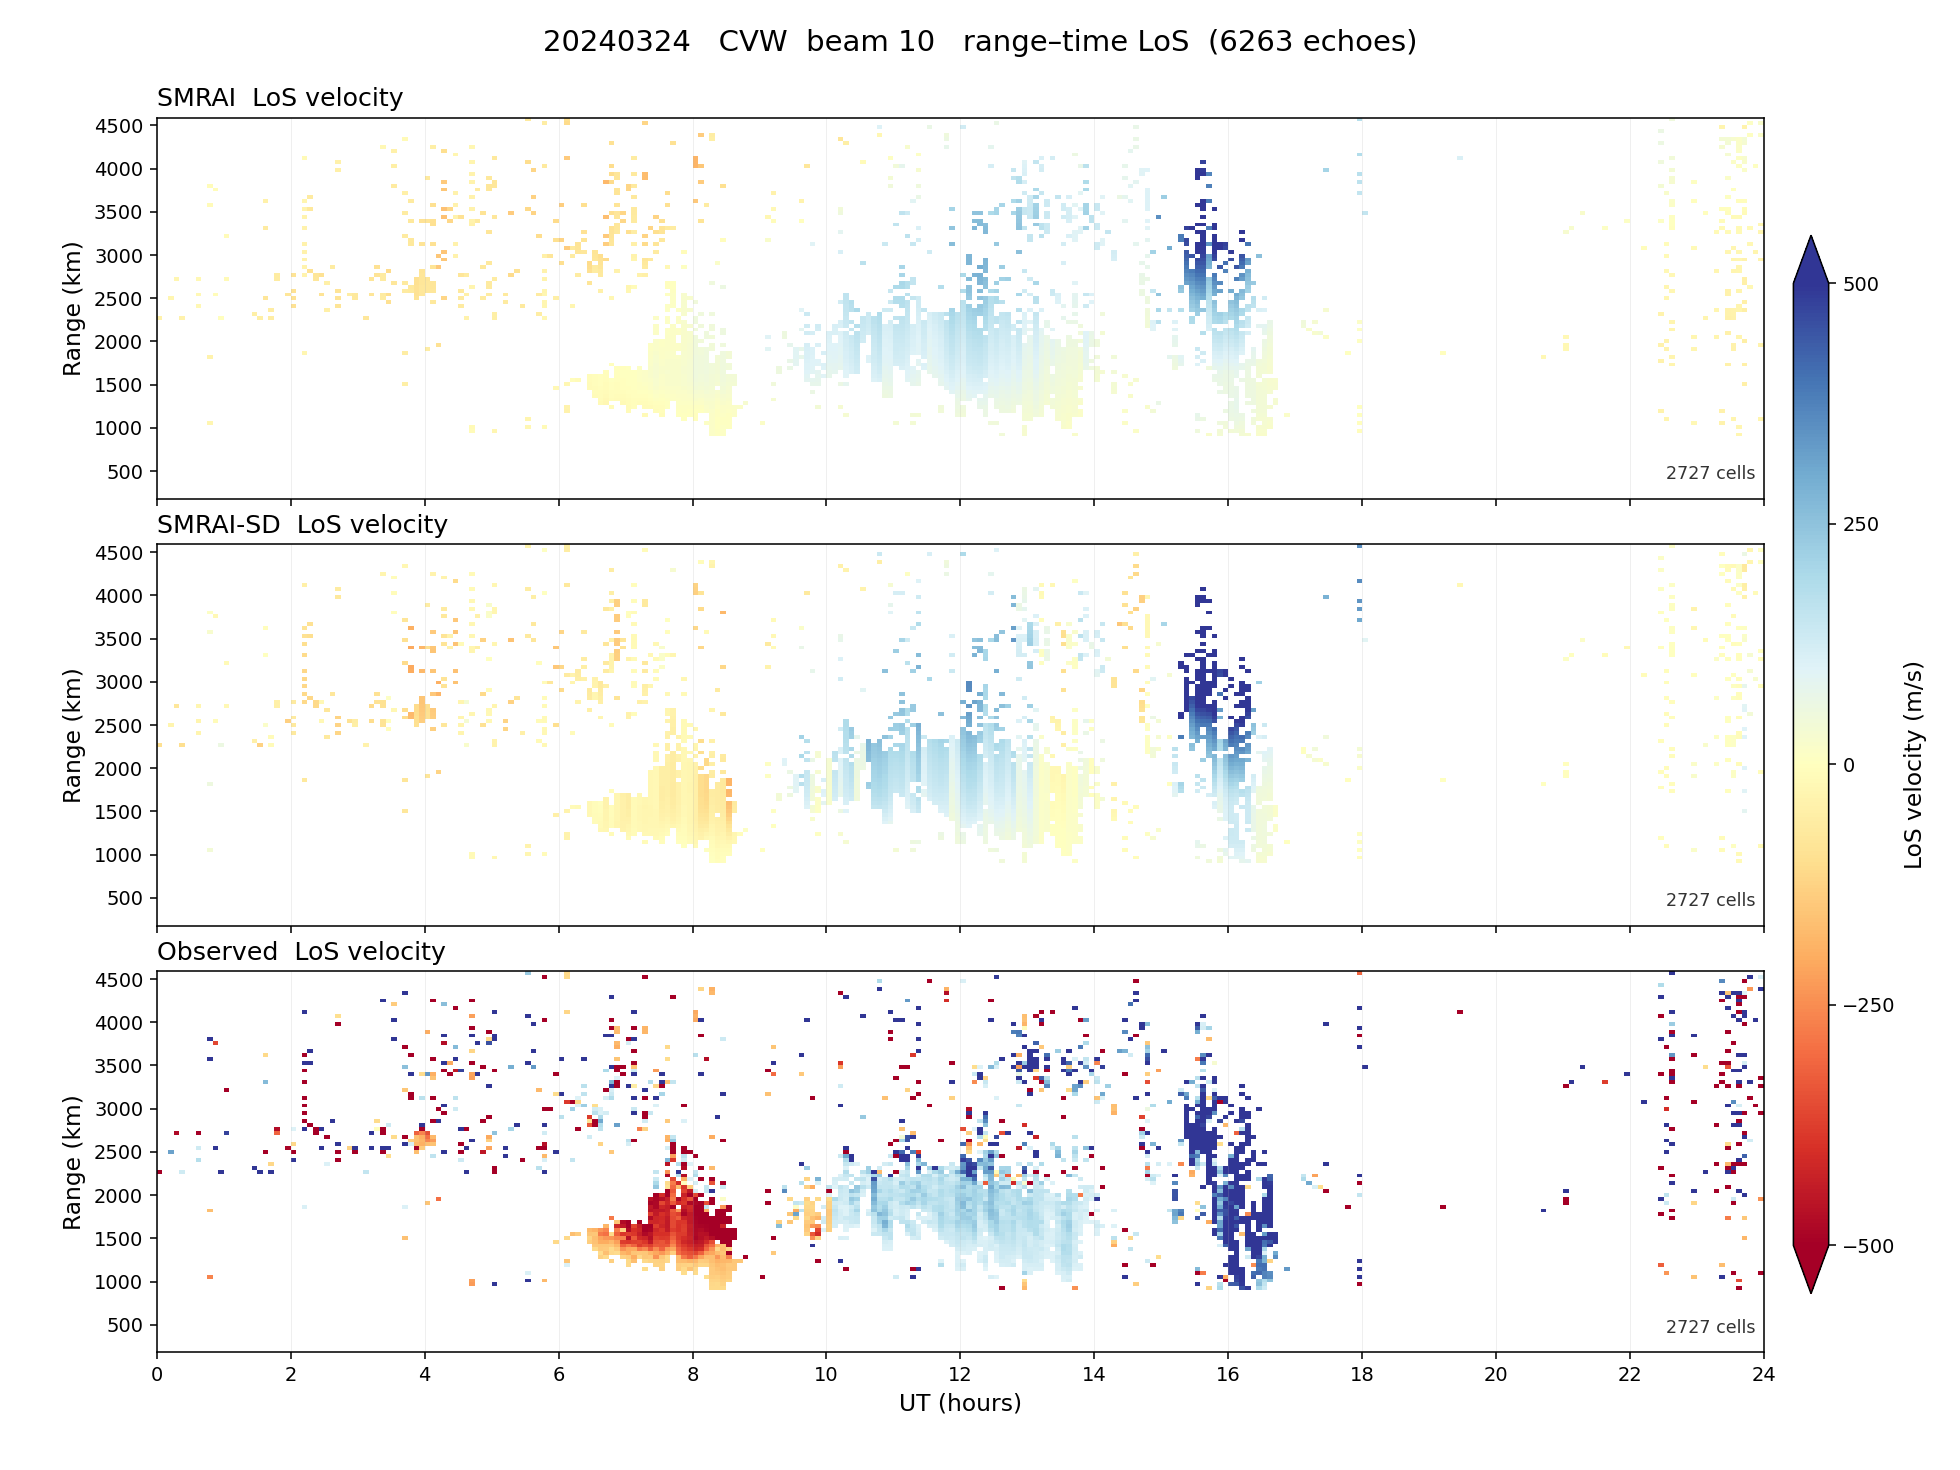 20240324   CVW  beam 10   range–time LoS  (6263 echoes)
SMRAI  LoS velocity
4500
4000
3500
3000
2500
2000
1500
1000
500
Range (km)
2727 cells
SMRAI-SD  LoS velocity
4500
4000
3500
3000
2500
2000
1500
1000
500
Range (km)
2727 cells
Observed  LoS velocity
4500
4000
3500
3000
2500
2000
1500
1000
500
Range (km)
2727 cells
0 2 4 6 8 10 12 14 16 18 20 22 24
UT (hours)
500
250
0
−250
−500
LoS velocity (m/s)